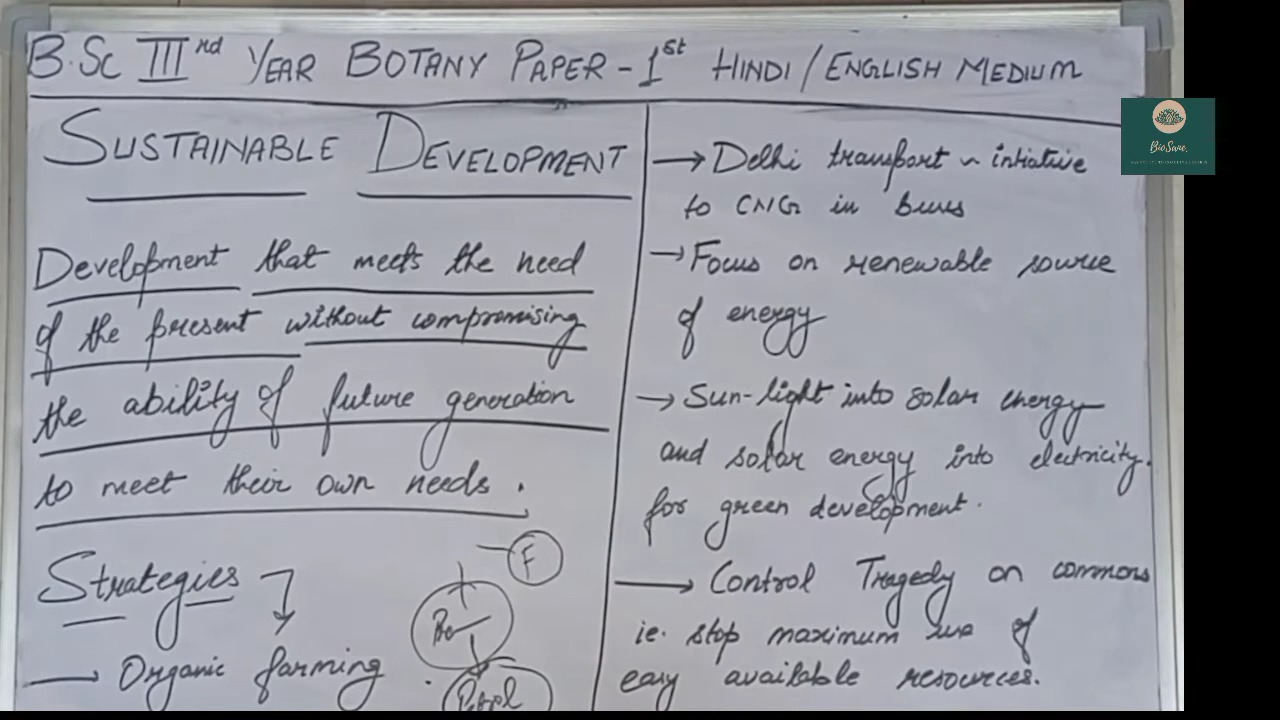 B.Sc III rd YEAR BOTANY PAPER - 1st HINDI / ENGLISH MEDIUM
SUSTAINABLE DEVELOPMENT
Development that meets the need
of the present without compromising
the ability of future generation
to meet their own needs.
Strategies
F
Organic farming
Petrol
→ Delhi transport ~ intiative
to CNG in buses
→ Focus on renewable source
of energy
→ Sun-light into solar energy
and solar energy into electricity.
for green development.
→ Control Tragedy on commons
ie. stop maximum use of
easy available resources.
BioSane.